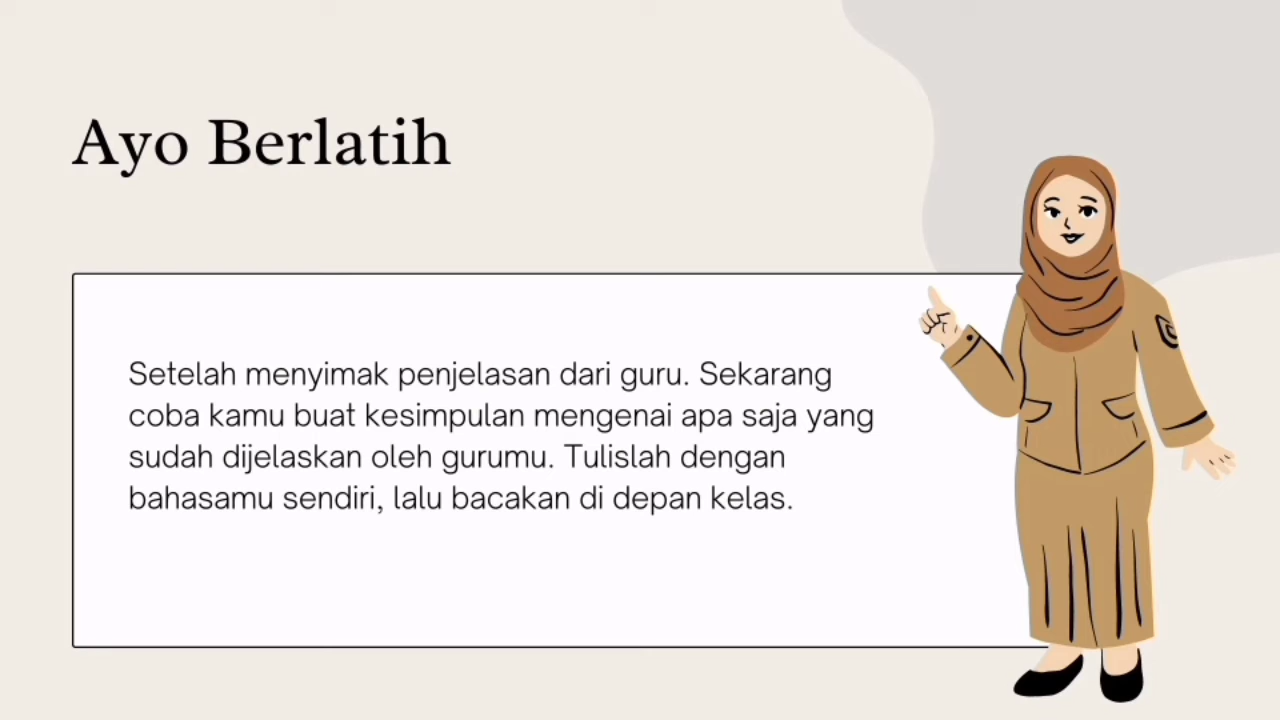 Ayo Berlatih
Setelah menyimak penjelasan dari guru. Sekarang
coba kamu buat kesimpulan mengenai apa saja yang
sudah dijelaskan oleh gurumu. Tulislah dengan
bahasamu sendiri, lalu bacakan di depan kelas.